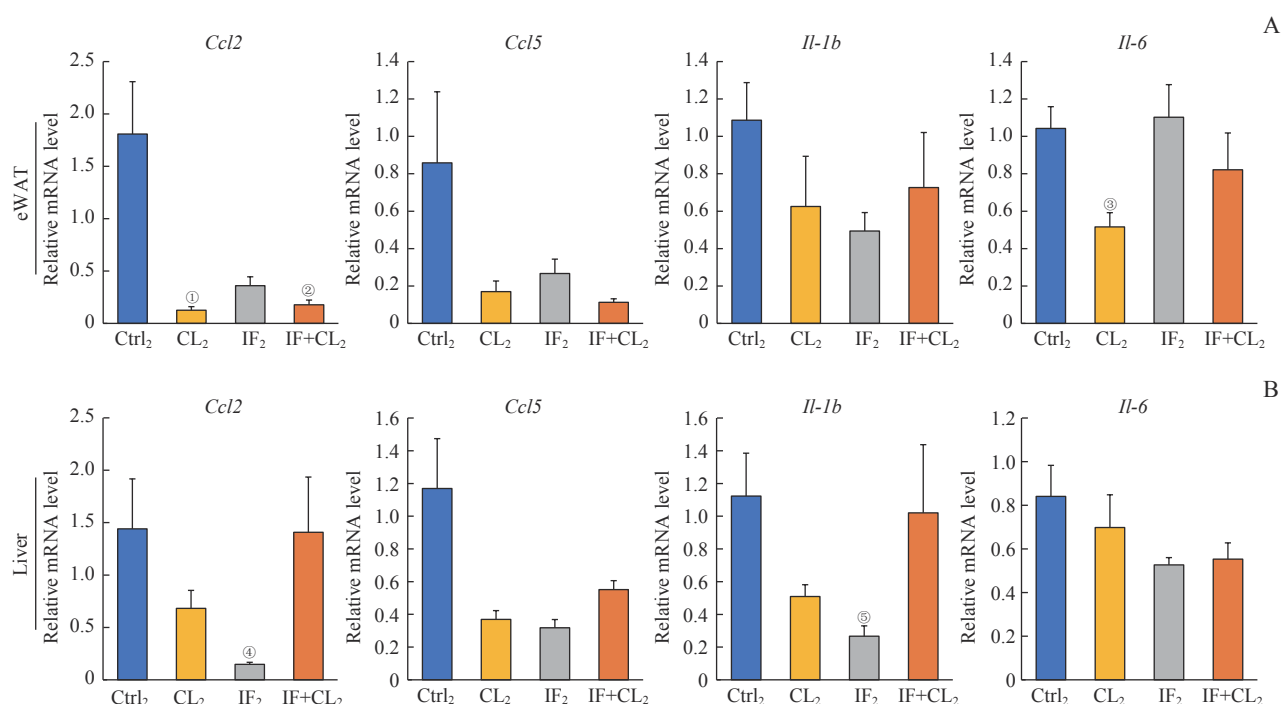 A
Ccl2
Ccl5
Il-1b
Il-6
eWAT
Relative mRNA level
2.5
2.0
1.5
1.0
0.5
0
①
②
Ctrl₂ CL₂ IF₂ IF+CL₂
Relative mRNA level
1.4
1.2
1.0
0.8
0.6
0.4
0.2
0
Ctrl₂ CL₂ IF₂ IF+CL₂
Relative mRNA level
1.4
1.2
1.0
0.8
0.6
0.4
0.2
0
Ctrl₂ CL₂ IF₂ IF+CL₂
Relative mRNA level
1.4
1.2
1.0
0.8
0.6
0.4
0.2
0
③
Ctrl₂ CL₂ IF₂ IF+CL₂
B
Ccl2
Ccl5
Il-1b
Il-6
Liver
Relative mRNA level
2.5
2.0
1.5
1.0
0.5
0
④
Ctrl₂ CL₂ IF₂ IF+CL₂
Relative mRNA level
1.6
1.4
1.2
1.0
0.8
0.6
0.4
0.2
0
Ctrl₂ CL₂ IF₂ IF+CL₂
Relative mRNA level
1.6
1.4
1.2
1.0
0.8
0.6
0.4
0.2
0
⑤
Ctrl₂ CL₂ IF₂ IF+CL₂
Relative mRNA level
1.2
1.0
0.8
0.6
0.4
0.2
0
Ctrl₂ CL₂ IF₂ IF+CL₂